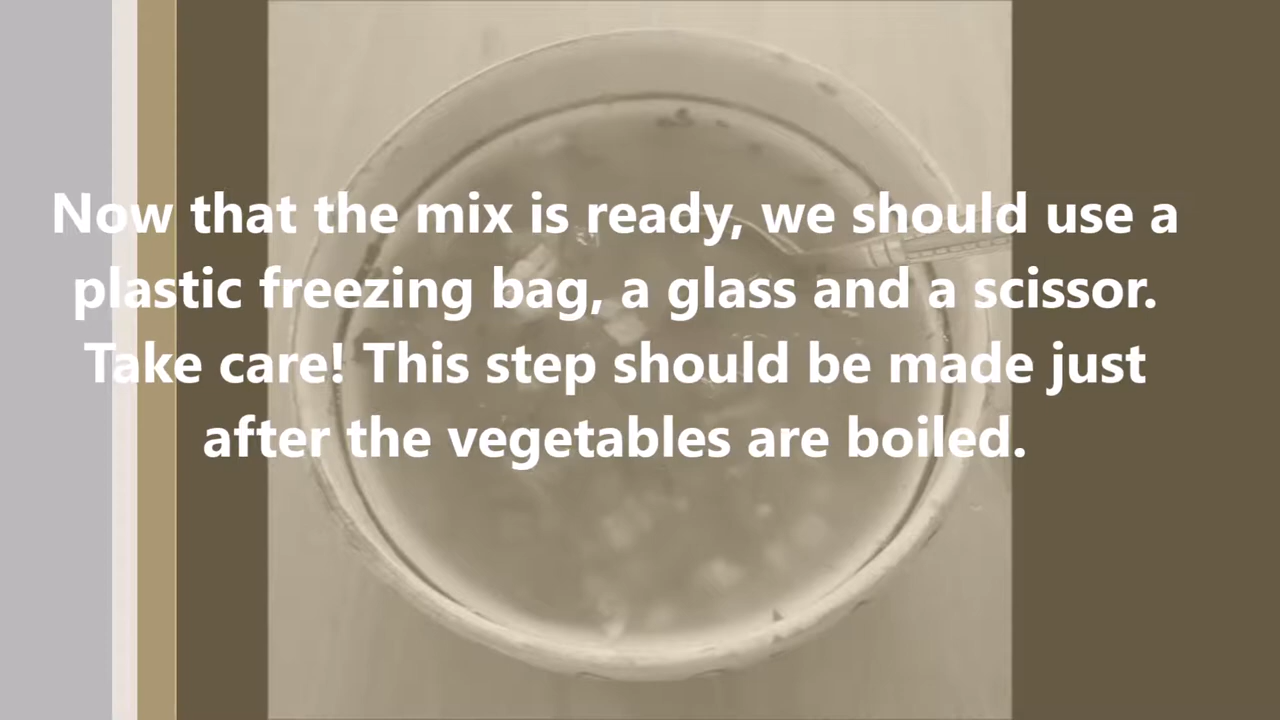 Now that the mix is ready, we should use a
plastic freezing bag, a glass and a scissor.
Take care! This step should be made just
after the vegetables are boiled.